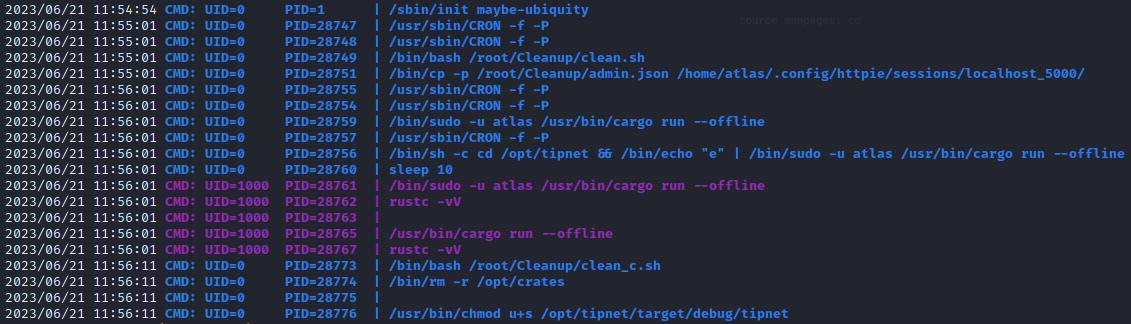 2023/06/21 11:54:54 CMD: UID=0 PID=1 | /sbin/init maybe-ubiquity
2023/06/21 11:55:01 CMD: UID=0 PID=28747 | /usr/sbin/CRON -f -P
2023/06/21 11:55:01 CMD: UID=0 PID=28748 | /usr/sbin/CRON -f -P
2023/06/21 11:55:01 CMD: UID=0 PID=28749 | /bin/bash /root/Cleanup/clean.sh
2023/06/21 11:55:01 CMD: UID=0 PID=28751 | /bin/cp -p /root/Cleanup/admin.json /home/atlas/.config/httpie/sessions/localhost_5000/
2023/06/21 11:56:01 CMD: UID=0 PID=28755 | /usr/sbin/CRON -f -P
2023/06/21 11:56:01 CMD: UID=0 PID=28754 | /usr/sbin/CRON -f -P
2023/06/21 11:56:01 CMD: UID=0 PID=28759 | /bin/sudo -u atlas /usr/bin/cargo run --offline
2023/06/21 11:56:01 CMD: UID=0 PID=28757 | /usr/sbin/CRON -f -P
2023/06/21 11:56:01 CMD: UID=0 PID=28756 | /bin/sh -c cd /opt/tipnet && /bin/echo "e" | /bin/sudo -u atlas /usr/bin/cargo run --offline
2023/06/21 11:56:01 CMD: UID=0 PID=28760 | sleep 10
2023/06/21 11:56:01 CMD: UID=1000 PID=28761 | /bin/sudo -u atlas /usr/bin/cargo run --offline
2023/06/21 11:56:01 CMD: UID=1000 PID=28762 | rustc -vV
2023/06/21 11:56:01 CMD: UID=1000 PID=28763 |
2023/06/21 11:56:01 CMD: UID=1000 PID=28765 | /usr/bin/cargo run --offline
2023/06/21 11:56:01 CMD: UID=1000 PID=28767 | rustc -vV
2023/06/21 11:56:11 CMD: UID=0 PID=28773 | /bin/bash /root/Cleanup/clean_c.sh
2023/06/21 11:56:11 CMD: UID=0 PID=28774 | /bin/rm -r /opt/crates
2023/06/21 11:56:11 CMD: UID=0 PID=28775 |
2023/06/21 11:56:11 CMD: UID=0 PID=28776 | /usr/bin/chmod u+s /opt/tipnet/target/debug/tipnet